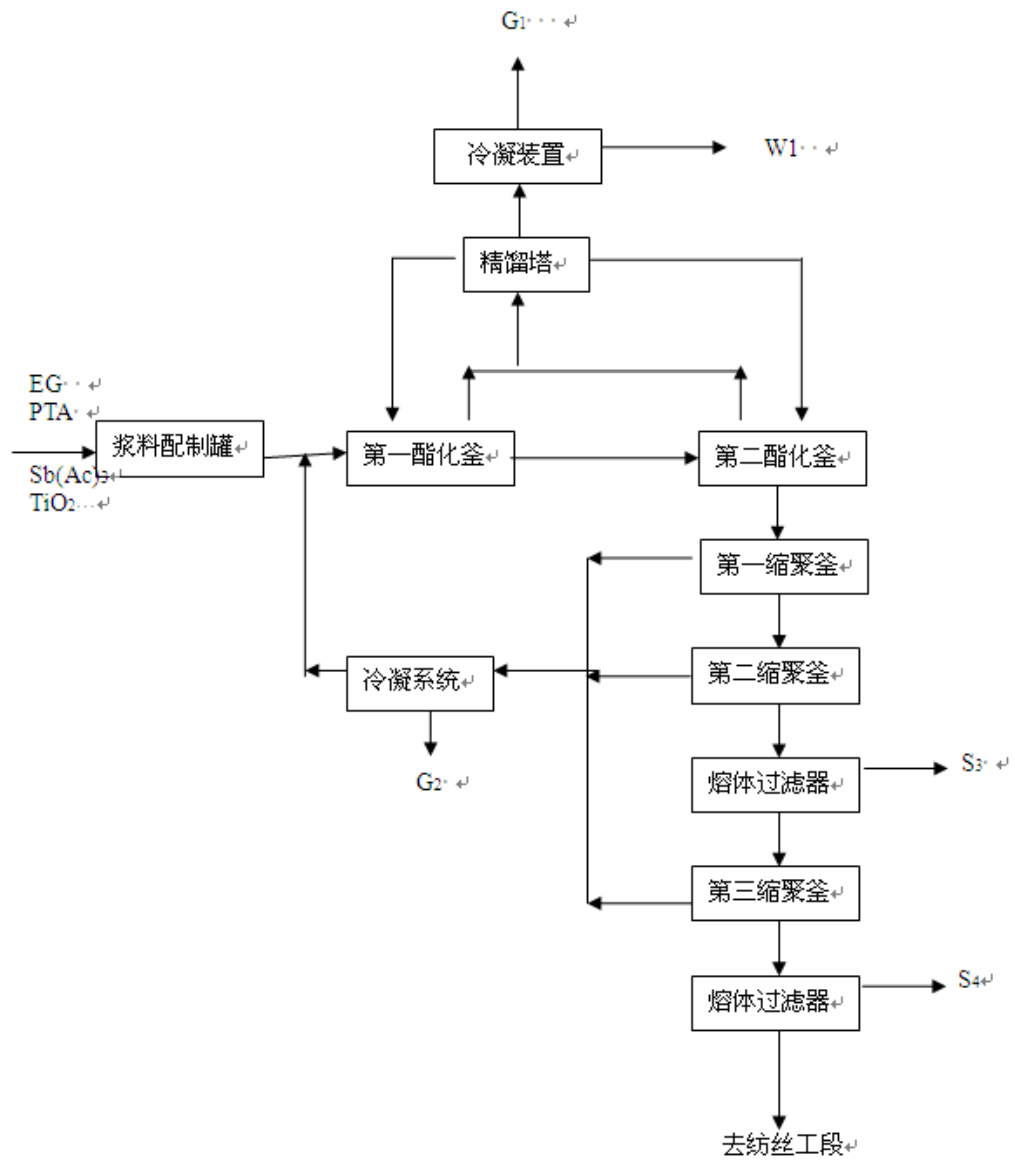 G1
冷凝装置
W1
精馏塔
EG
PTA
浆料配制罐
第一酯化釜
第二酯化釜
Sb(Ac)3
TiO2
第一缩聚釜
冷凝系统
第二缩聚釜
G2
熔体过滤器
S3
第三缩聚釜
熔体过滤器
S4
去纺丝工段